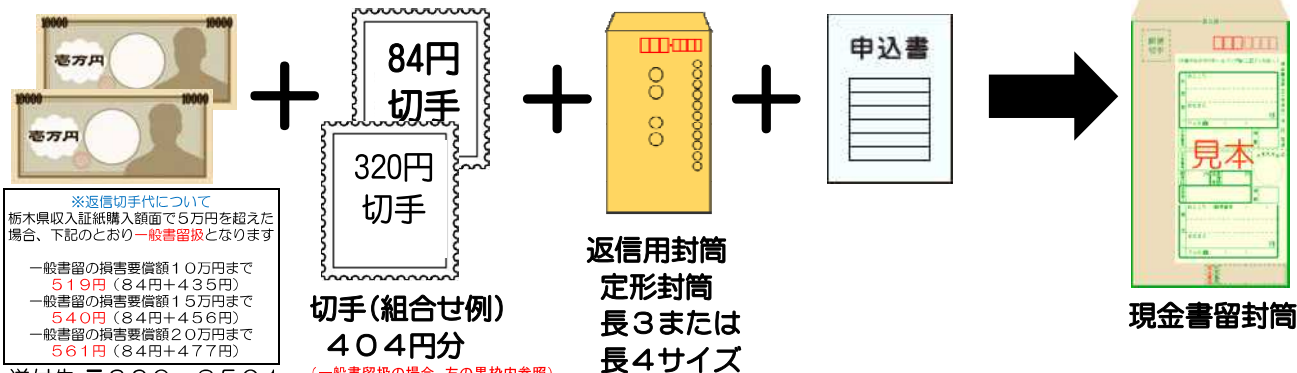 10000 10000
壱万円
10000 10000
壱万円
84円
切手
320円
切手
申込書
見本
※返信切手代について
栃木県収入証紙購入額面で5万円を超えた
場合、下記のとおり一般書留扱となります
一般書留の損害要償額10万円まで
519円(84円+435円)
一般書留の損害要償額15万円まで
540円(84円+456円)
一般書留の損害要償額20万円まで
561円(84円+477円)
切手(組合せ例)
404円分
返信用封筒
定形封筒
長3または
長4サイズ
現金書留封筒